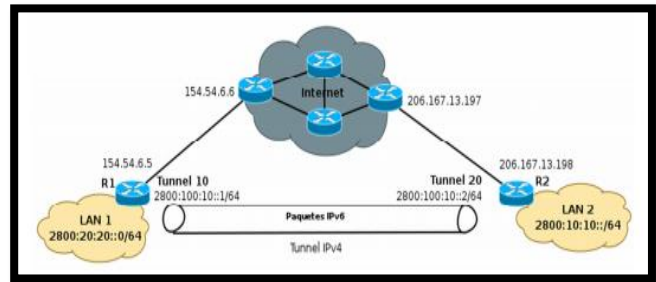 Internet
154.54.6.6
206.167.13.197
154.54.6.5
206.167.13.198
R1
Tunnel 10
Tunnel 20
R2
2800:100:10::1/64
2800:100:10::2/64
LAN 1
2800:20:20::0/64
Paquetes IPv6
LAN 2
2800:10:10::/64
Tunnel IPv4